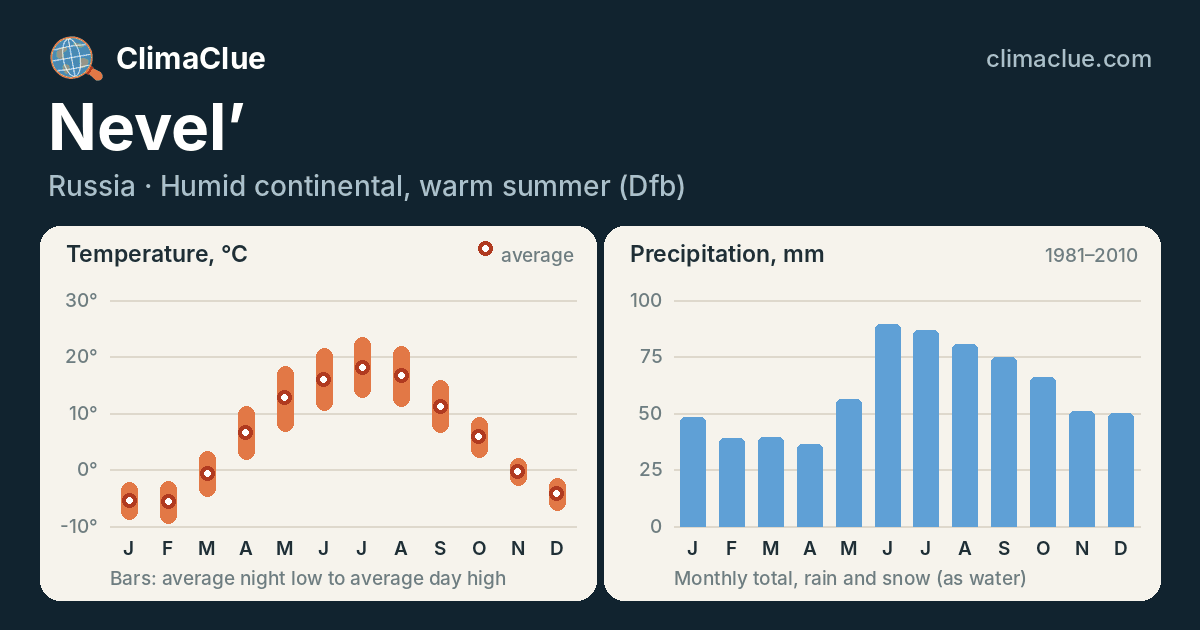 ClimaClue
climaclue.com
Nevel’
Russia · Humid continental, warm summer (Dfb)
Temperature, °C
average
30°
20°
10°
0°
-10°
J F M A M J J A S O N D
Bars: average night low to average day high
Precipitation, mm
1981–2010
100
75
50
25
0
J F M A M J J A S O N D
Monthly total, rain and snow (as water)